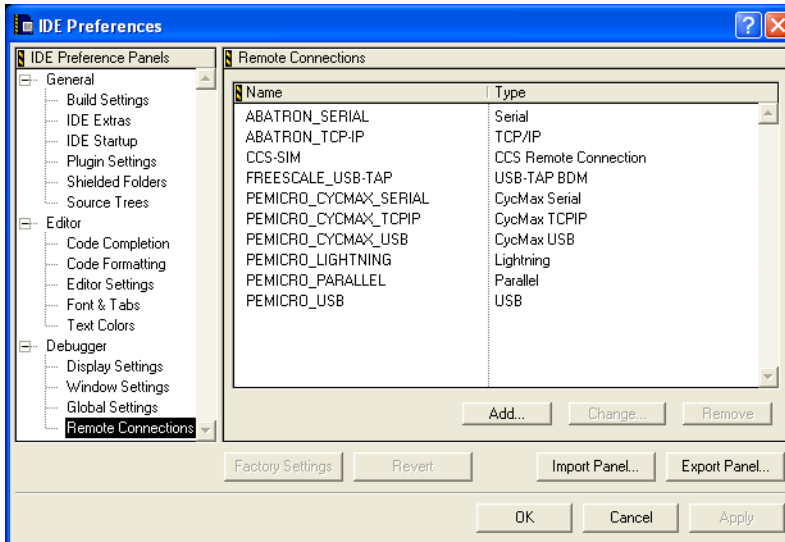 IDE Preferences
IDE Preference Panels
General
Build Settings
IDE Extras
IDE Startup
Plugin Settings
Shielded Folders
Source Trees
Editor
Code Completion
Code Formatting
Editor Settings
Font & Tabs
Text Colors
Debugger
Display Settings
Window Settings
Global Settings
Remote Connections
Remote Connections
Name Type
ABATRON_SERIAL Serial
ABATRON_TCP-IP TCP/IP
CCS-SIM CCS Remote Connection
FREESCALE_USB-TAP USB-TAP BDM
PEMICRO_CYCMAX_SERIAL CycMax Serial
PEMICRO_CYCMAX_TCPIP CycMax TCPIP
PEMICRO_CYCMAX_USB CycMax USB
PEMICRO_LIGHTNING Lightning
PEMICRO_PARALLEL Parallel
PEMICRO_USB USB
Add... Change... Remove
Factory Settings Revert Import Panel... Export Panel...
OK Cancel Apply